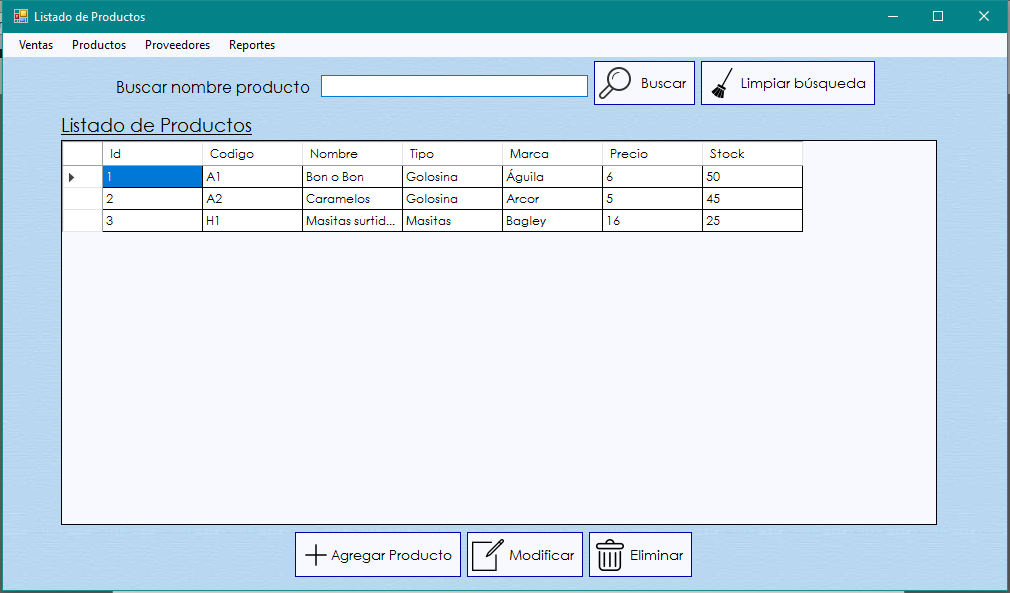 Listado de Productos
Ventas Productos Proveedores Reportes
Buscar nombre producto Buscar Limpiar búsqueda
Listado de Productos
Id Codigo Nombre Tipo Marca Precio Stock
1 A1 Bon o Bon Golosina Águila 6 50
2 A2 Caramelos Golosina Arcor 5 45
3 H1 Masitas surtid... Masitas Bagley 16 25
Agregar Producto Modificar Eliminar